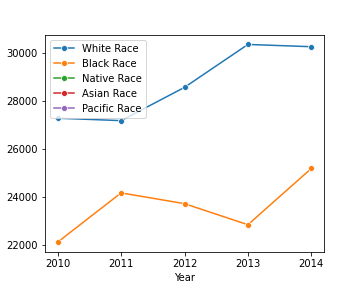 White Race
Black Race
Native Race
Asian Race
Pacific Race
30000
28000
26000
24000
22000
2010 2011 2012 2013 2014
Year